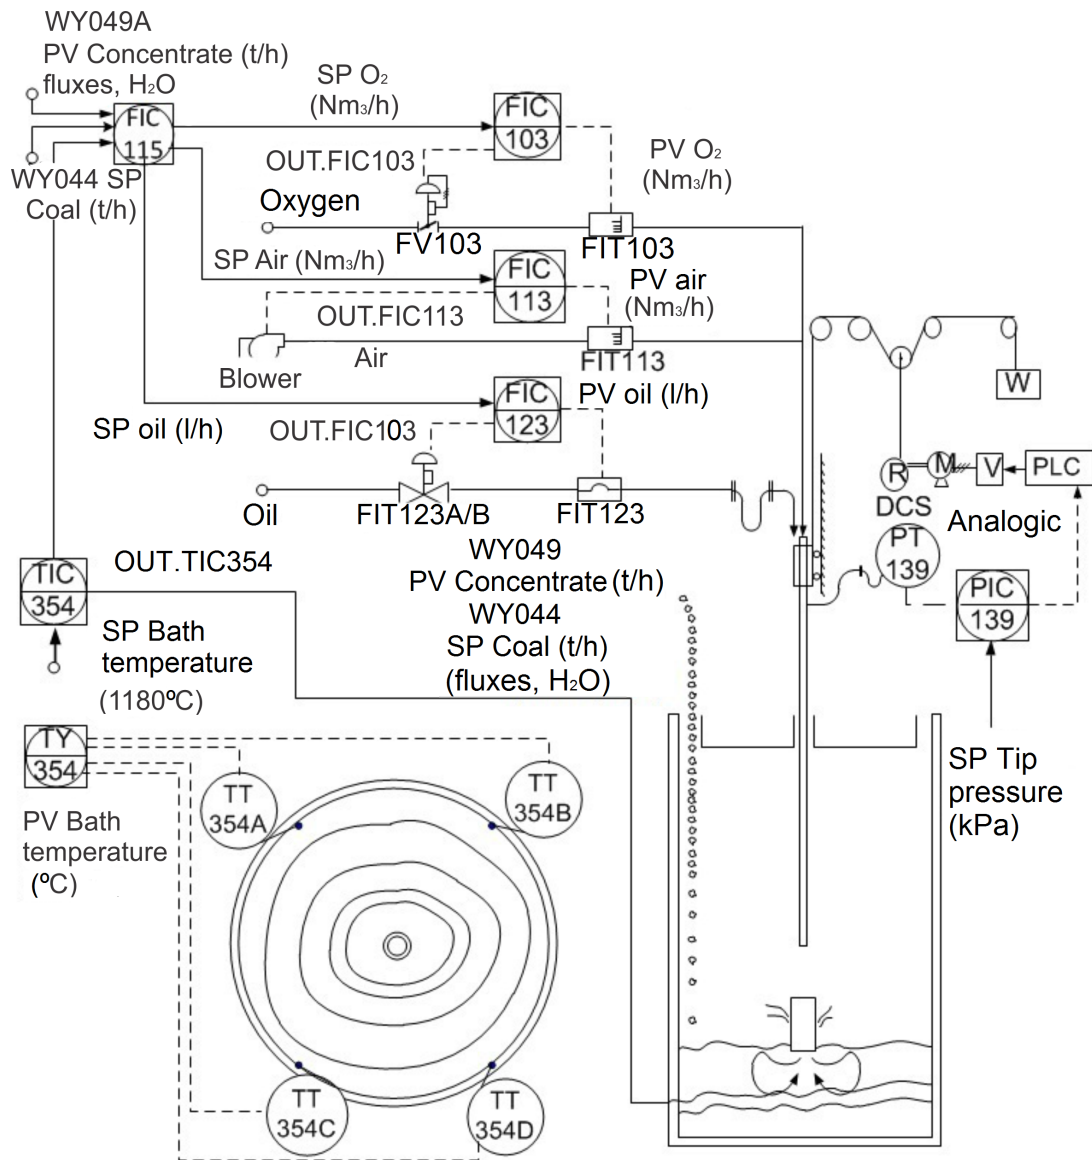 WY049A
PV Concentrate (t/h)
fluxes, H2O
FIC
115
WY044 SP
Coal (t/h)
SP O2
(Nm3/h)
FIC
103
OUT.FIC103
PV O2
(Nm3/h)
Oxygen
FV103
FIT103
SP Air (Nm3/h)
FIC
113
PV air
(Nm3/h)
OUT.FIC113
Air
FIT113
Blower
FIC
123
PV oil (l/h)
SP oil (l/h)
OUT.FIC103
Oil
FIT123A/B
FIT123
W
R
M
V
PLC
DCS
Analogic
PT
139
PIC
139
WY049
PV Concentrate (t/h)
WY044
SP Coal (t/h)
(fluxes, H2O)
OUT.TIC354
TIC
354
SP Bath
temperature
(1180ºC)
TY
354
PV Bath
temperature
(ºC)
TT
354A
TT
354B
TT
354C
TT
354D
SP Tip
pressure
(kPa)